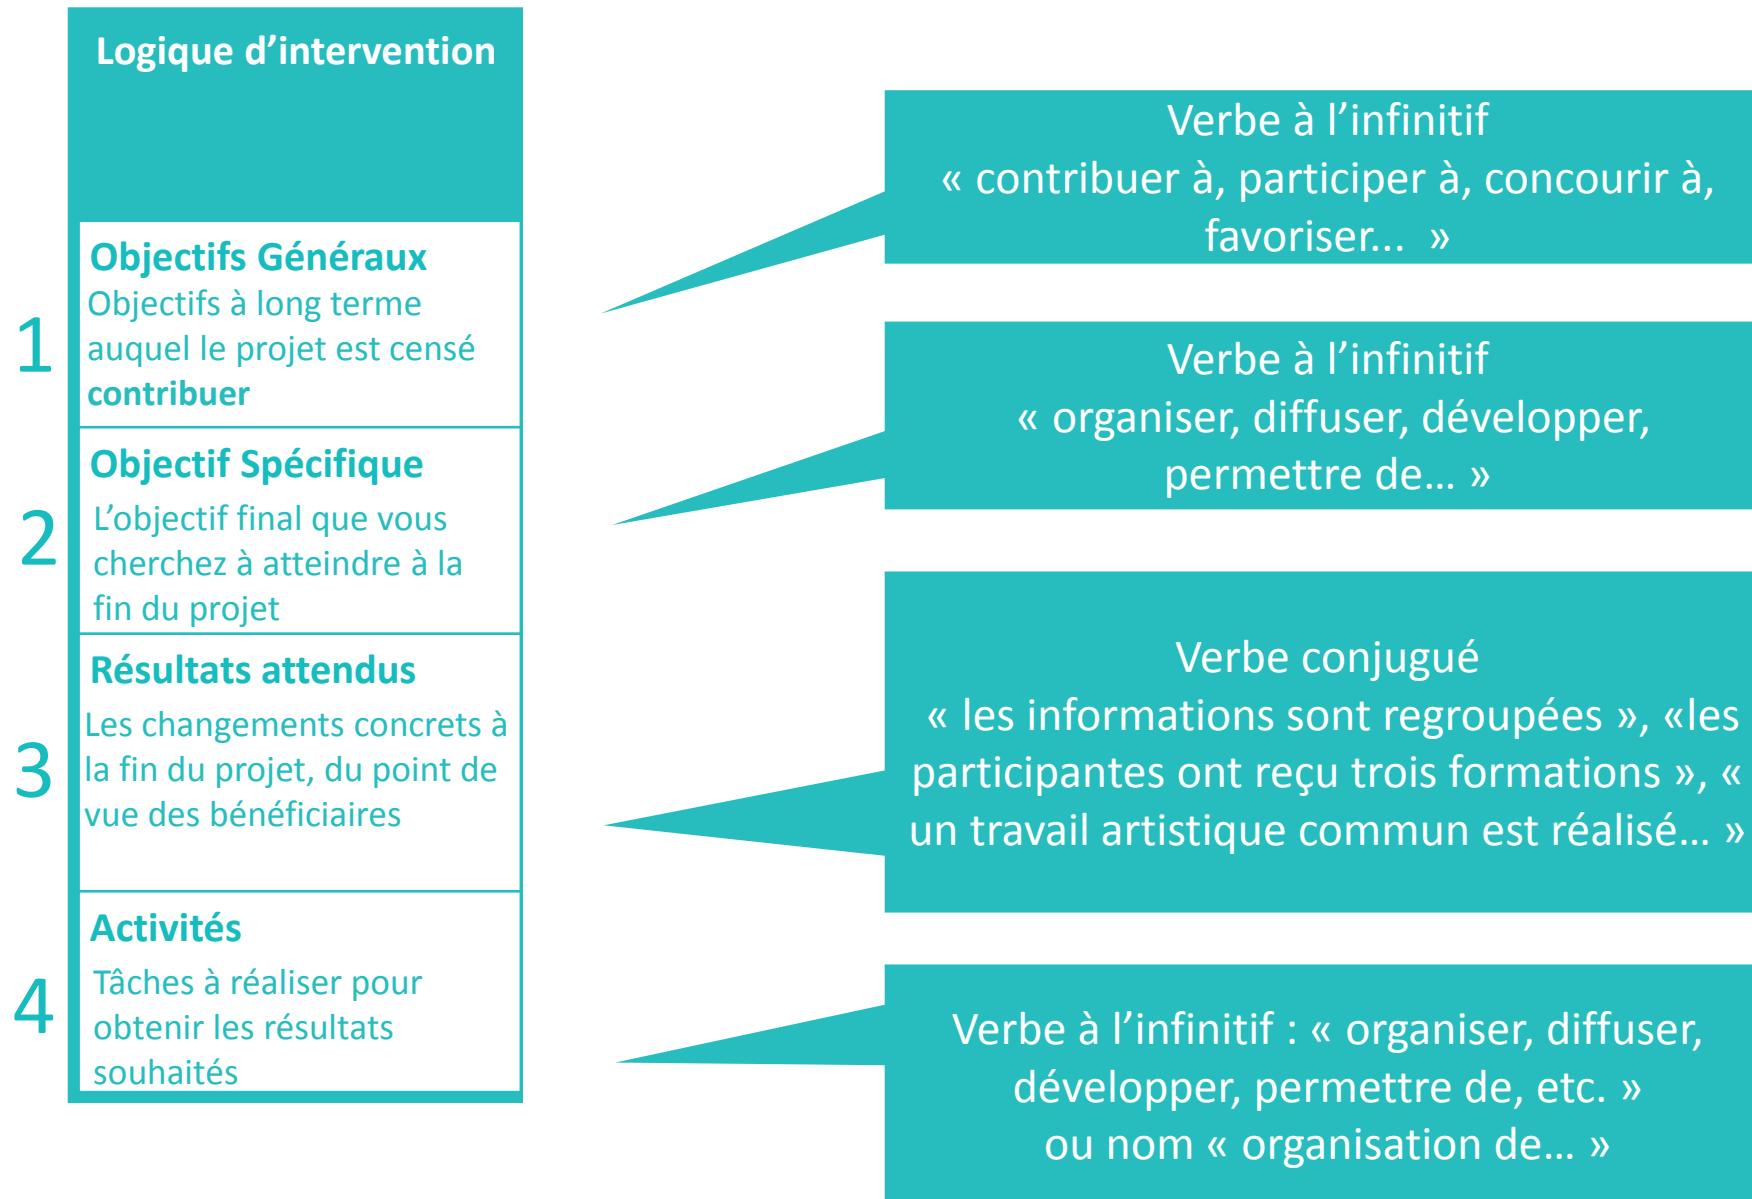 Logique d’intervention
1
Objectifs Généraux
Objectifs à long terme
auquel le projet est censé
contribuer
Verbe à l’infinitif
« contribuer à, participer à, concourir à,
favoriser... »
2
Objectif Spécifique
L’objectif final que vous
cherchez à atteindre à la
fin du projet
Verbe à l’infinitif
« organiser, diffuser, développer,
permettre de… »
3
Résultats attendus
Les changements concrets à
la fin du projet, du point de
vue des bénéficiaires
Verbe conjugué
« les informations sont regroupées », «les
participantes ont reçu trois formations », «
un travail artistique commun est réalisé… »
4
Activités
Tâches à réaliser pour
obtenir les résultats
souhaités
Verbe à l’infinitif : « organiser, diffuser,
développer, permettre de, etc. »
ou nom « organisation de… »